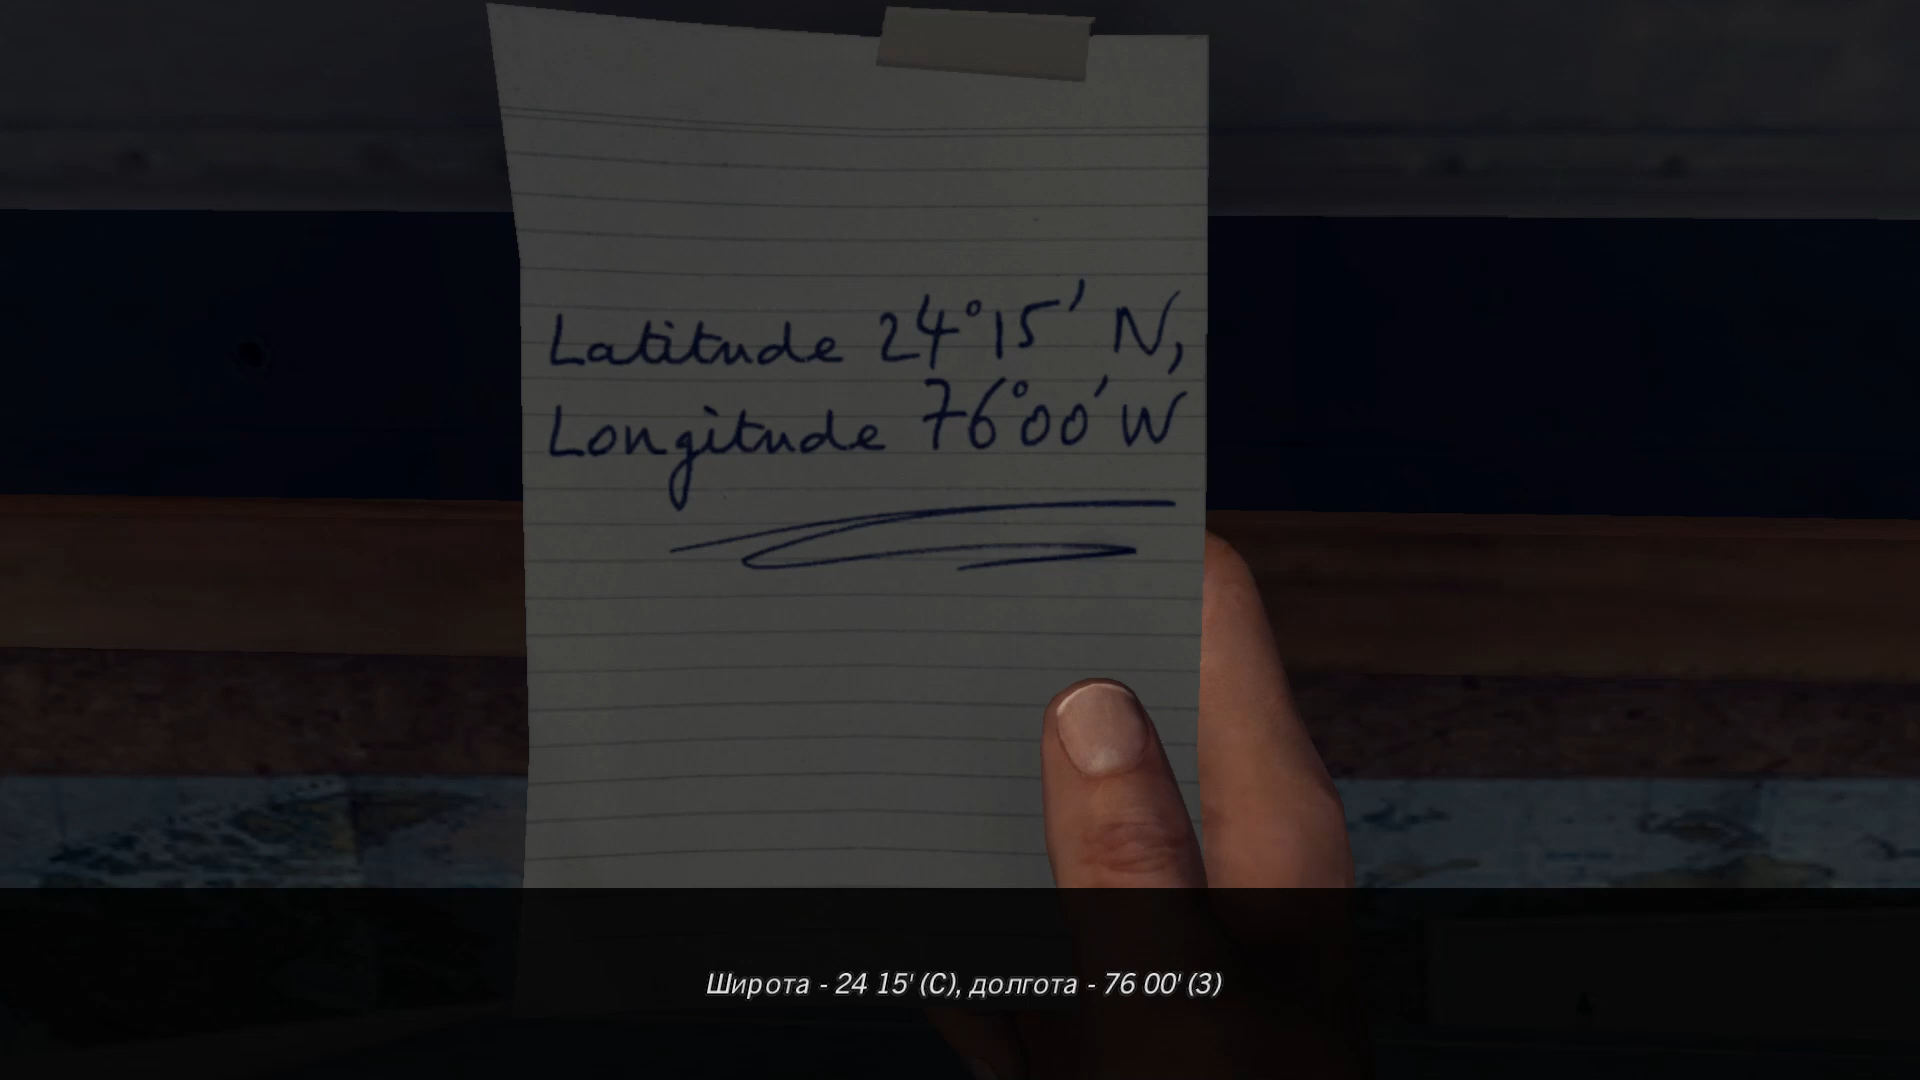 Latitude 24°15' N,
Longitude 76°00' W
Широта - 24 15' (С), долгота - 76 00' (З)